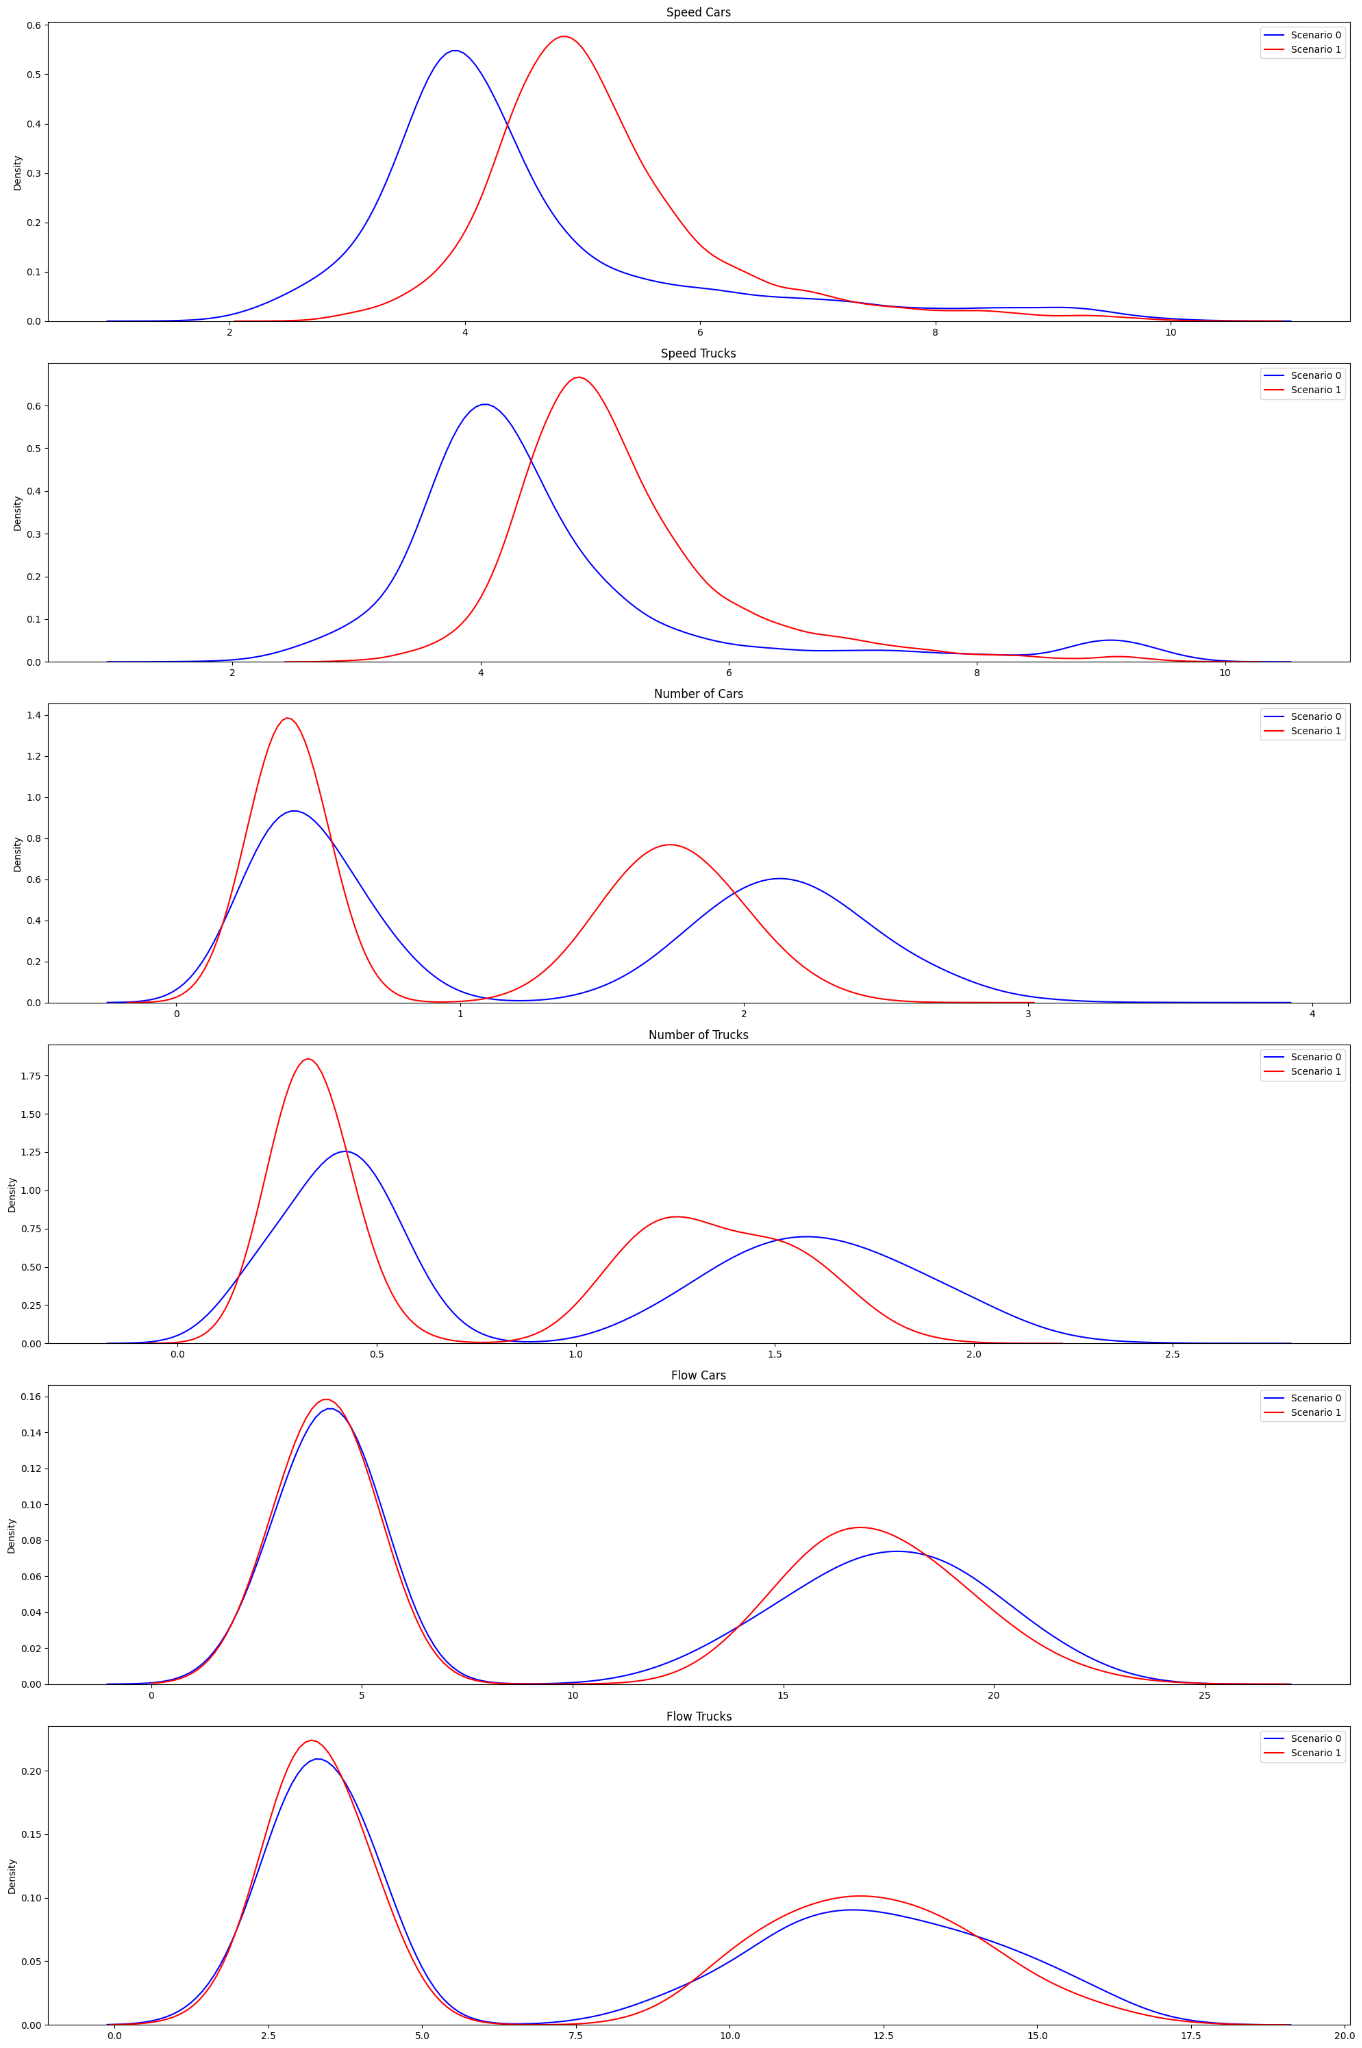 Speed Cars
Scenario 0
Scenario 1
Density
0.6
0.5
0.4
0.3
0.2
0.1
0.0
2 4 6 8 10
Speed Trucks
Scenario 0
Scenario 1
Density
0.6
0.5
0.4
0.3
0.2
0.1
0.0
2 4 6 8 10
Number of Cars
Scenario 0
Scenario 1
Density
1.4
1.2
1.0
0.8
0.6
0.4
0.2
0.0
0 1 2 3 4
Number of Trucks
Scenario 0
Scenario 1
Density
1.75
1.50
1.25
1.00
0.75
0.50
0.25
0.00
0.0 0.5 1.0 1.5 2.0 2.5
Flow Cars
Scenario 0
Scenario 1
Density
0.16
0.14
0.12
0.10
0.08
0.06
0.04
0.02
0.00
0 5 10 15 20 25
Flow Trucks
Scenario 0
Scenario 1
Density
0.20
0.15
0.10
0.05
0.00
0.0 2.5 5.0 7.5 10.0 12.5 15.0 17.5 20.0